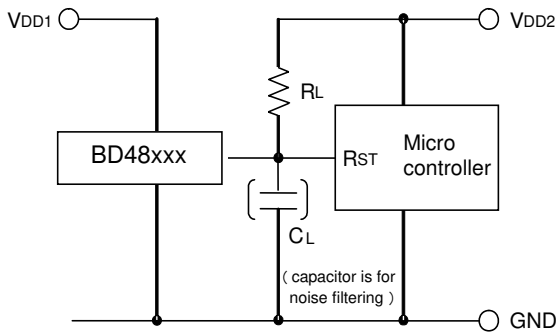 VDD1
VDD2
RL
BD48xxx
RST
Micro
controller
CL
( capacitor is for
noise filtering )
GND